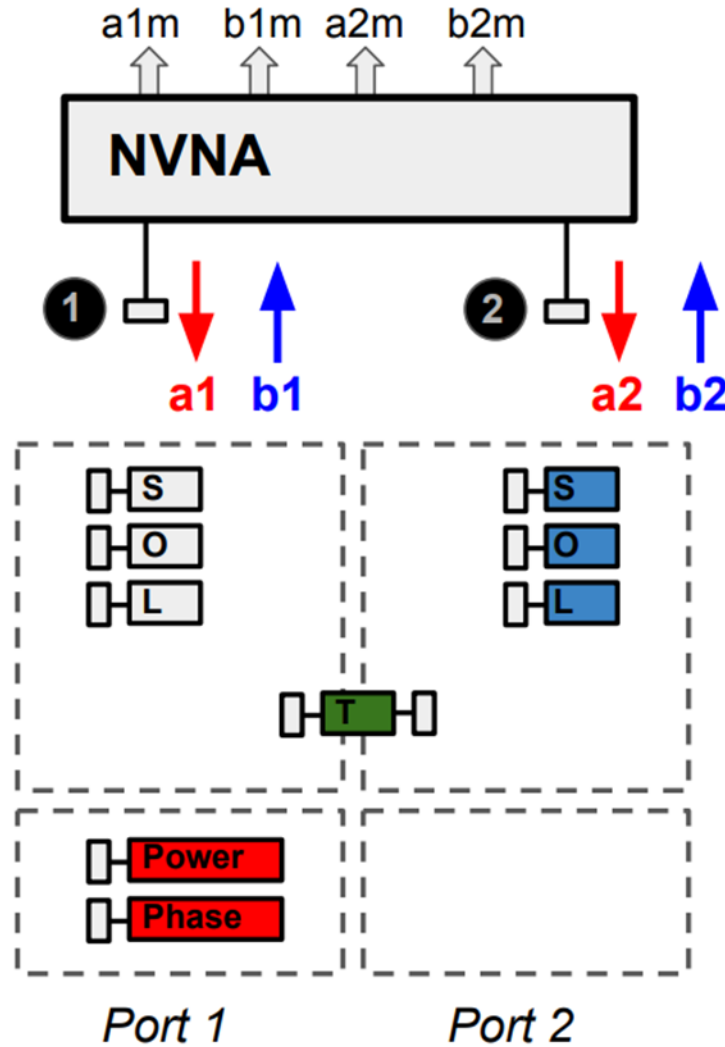 a1m b1m a2m b2m
NVNA
1 2
a1 b1 a2 b2
S S
O O
L L
T
Power
Phase
Port 1 Port 2